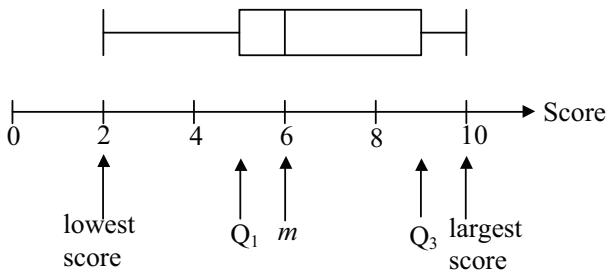 Score
0 2 4 6 8 10
lowest score
Q₁
m
Q₃
largest score